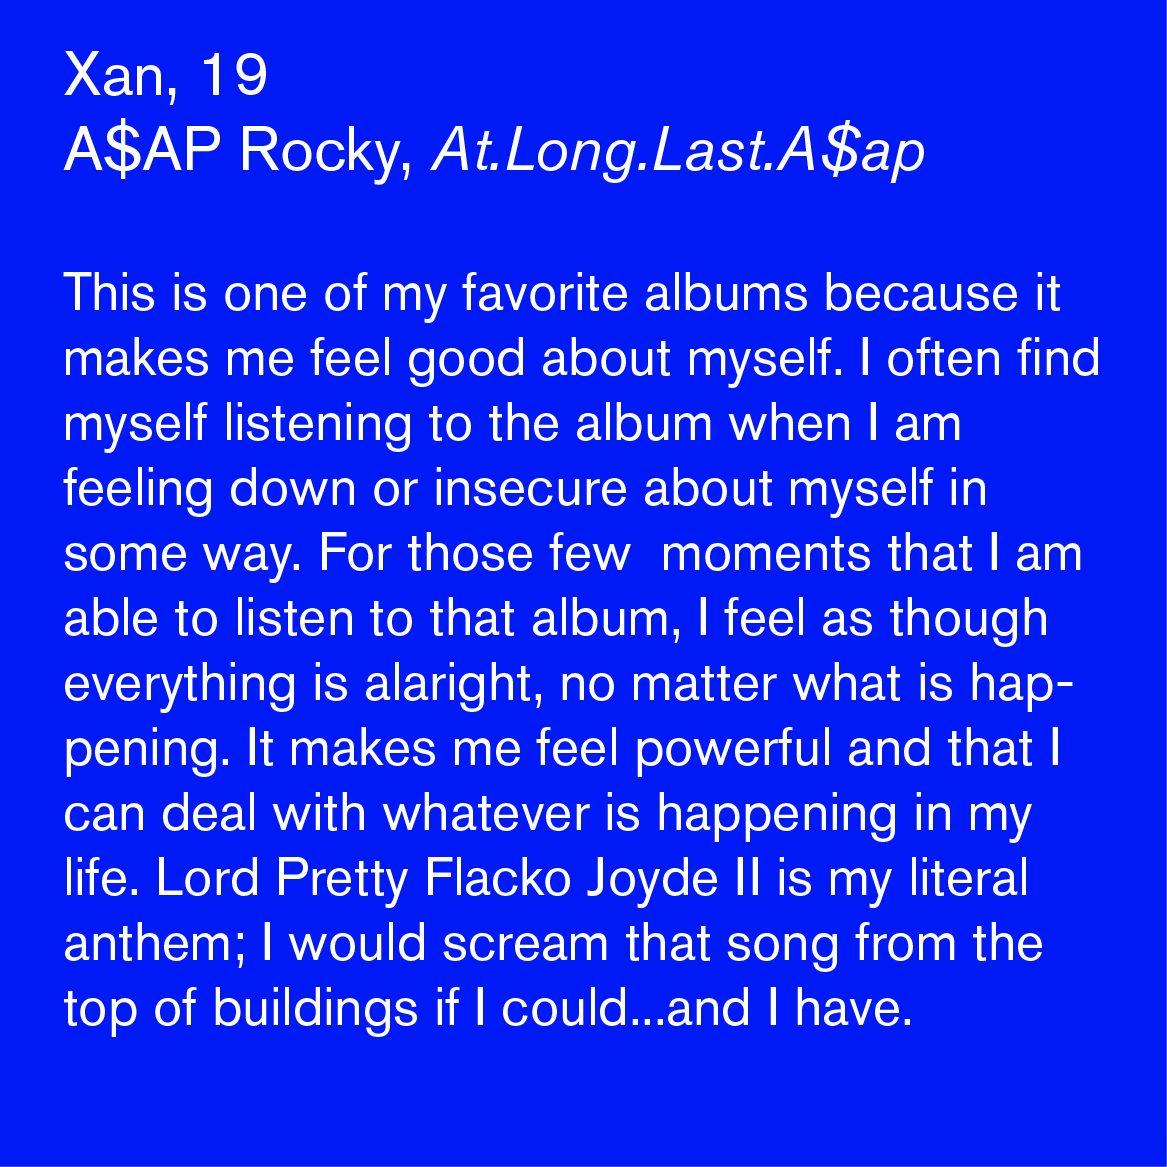 Xan, 19
A$AP Rocky, At.Long.Last.A$ap
This is one of my favorite albums because it
makes me feel good about myself. I often find
myself listening to the album when I am
feeling down or insecure about myself in
some way. For those few  moments that I am
able to listen to that album, I feel as though
everything is alaright, no matter what is hap-
pening. It makes me feel powerful and that I
can deal with whatever is happening in my
life. Lord Pretty Flacko Joyde II is my literal
anthem; I would scream that song from the
top of buildings if I could...and I have.